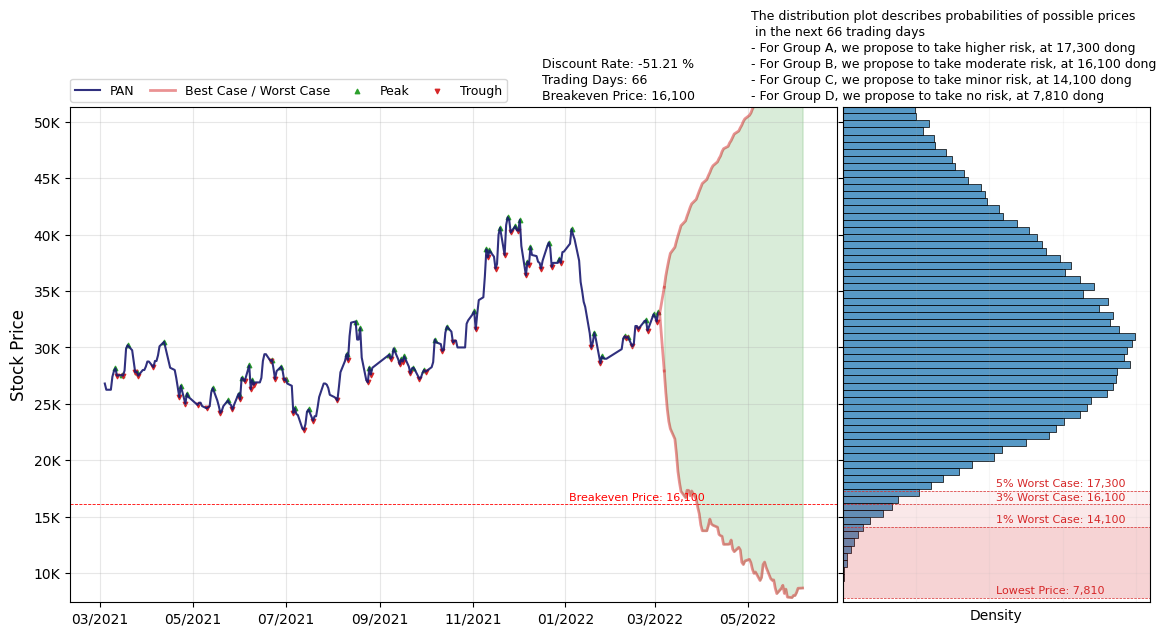 The distribution plot describes probabilities of possible prices
in the next 66 trading days
- For Group A, we propose to take higher risk, at 17,300 dong
- For Group B, we propose to take moderate risk, at 16,100 dong
- For Group C, we propose to take minor risk, at 14,100 dong
- For Group D, we propose to take no risk, at 7,810 dong
Discount Rate: -51.21 %
Trading Days: 66
Breakeven Price: 16,100
PAN
Best Case / Worst Case
Peak
Trough
Stock Price
50K
45K
40K
35K
30K
25K
20K
15K
10K
Breakeven Price: 16,100
5% Worst Case: 17,300
3% Worst Case: 16,100
1% Worst Case: 14,100
Lowest Price: 7,810
03/2021
05/2021
07/2021
09/2021
11/2021
01/2022
03/2022
05/2022
Density